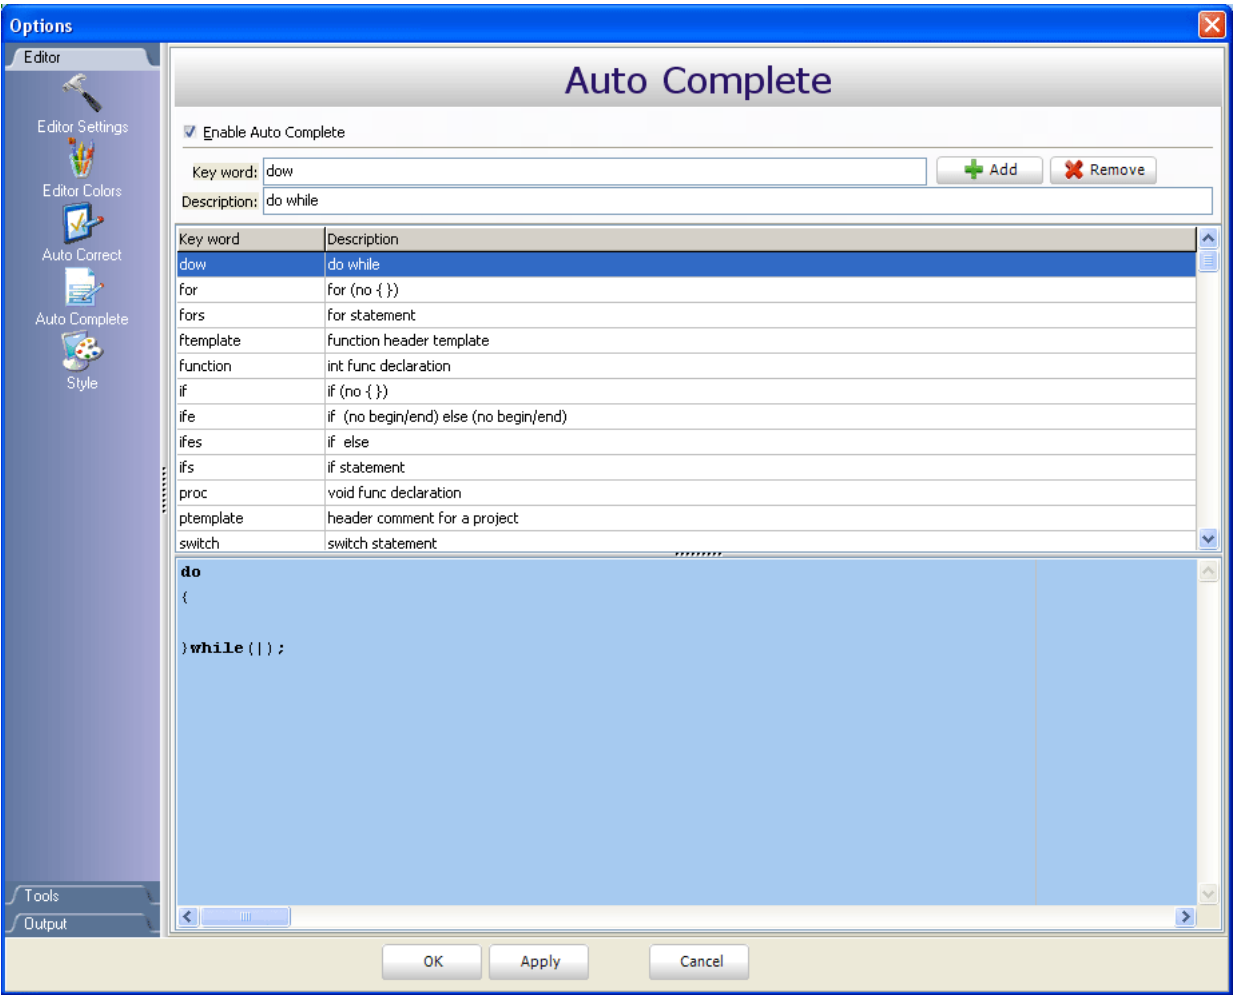 Options
Editor
Editor Settings
Editor Colors
Auto Correct
Auto Complete
Style
Tools
Output
Auto Complete
Enable Auto Complete
Key word: dow
Add
Remove
Description: do while
Key word Description
dow do while
for for (no { })
fors for statement
ftemplate function header template
function int func declaration
if if (no { })
ife if  (no begin/end) else (no begin/end)
ifes if  else
ifs if statement
proc void func declaration
ptemplate header comment for a project
switch switch statement
do
{
}while(|);
OK Apply Cancel